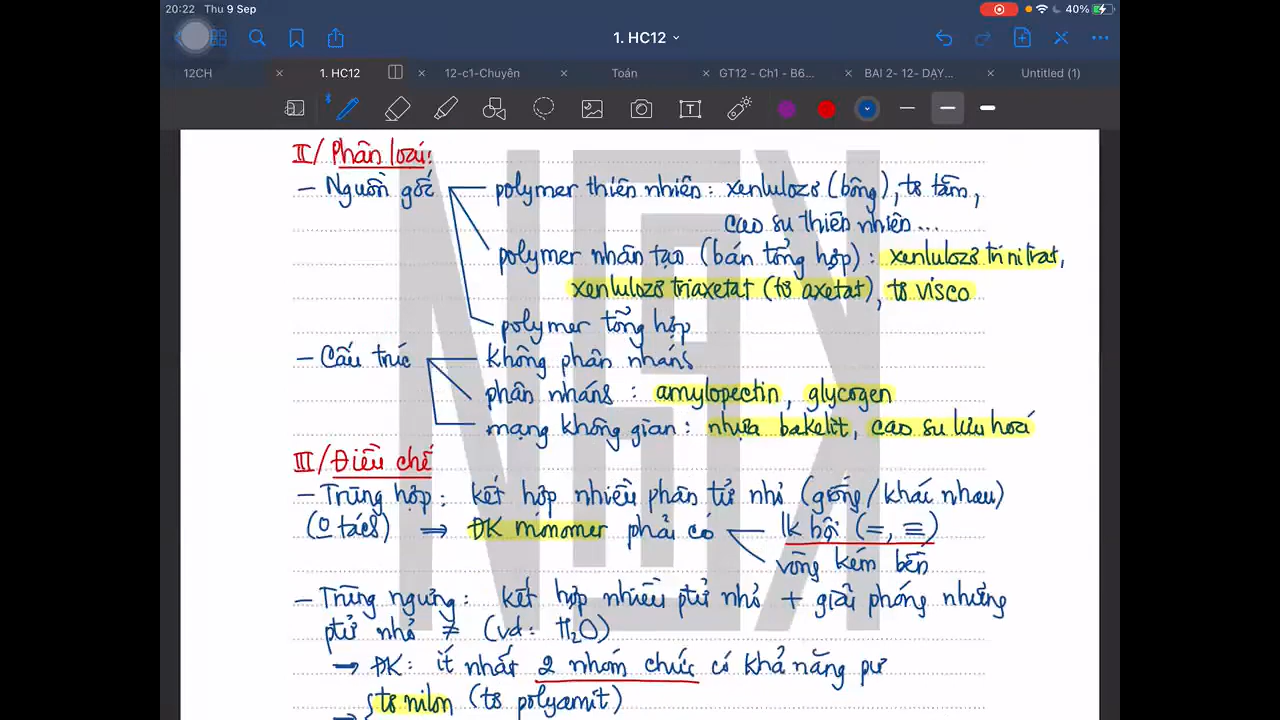 20:22 Thu 9 Sep
40%
1. HC12
12CH
1. HC12
12-c1-Chuyên
Toán
GT12 - Ch1 - B6...
BAI 2- 12- DẠY...
Untitled (1)
II/ Phân loại:
- Nguồn gốc
polymer thiên nhiên: xenlulozơ (bông), tơ tằm,
cao su thiên nhiên...
polymer nhân tạo (bán tổng hợp): xenlulozơ trinitrat,
xenlulozơ triaxetat (tơ axetat), tơ visco
polymer tổng hợp
- Cấu trúc
không phân nhánh
phân nhánh: amylopectin, glycogen
mạng không gian: nhựa bakelit, cao su lưu hoá
III/ Điều chế
- Trùng hợp: kết hợp nhiều phân tử nhỏ (giống/khác nhau)
(0 tách) ⇒ ĐK monomer phải có
lk bội (=, ≡)
vòng kém bền
- Trùng ngưng: kết hợp nhiều ptử nhỏ + giải phóng những
ptử nhỏ ≠ (vd: H₂O)
→ ĐK: ít nhất 2 nhóm chức có khả năng pư
tơ nilon (tơ polyamit)